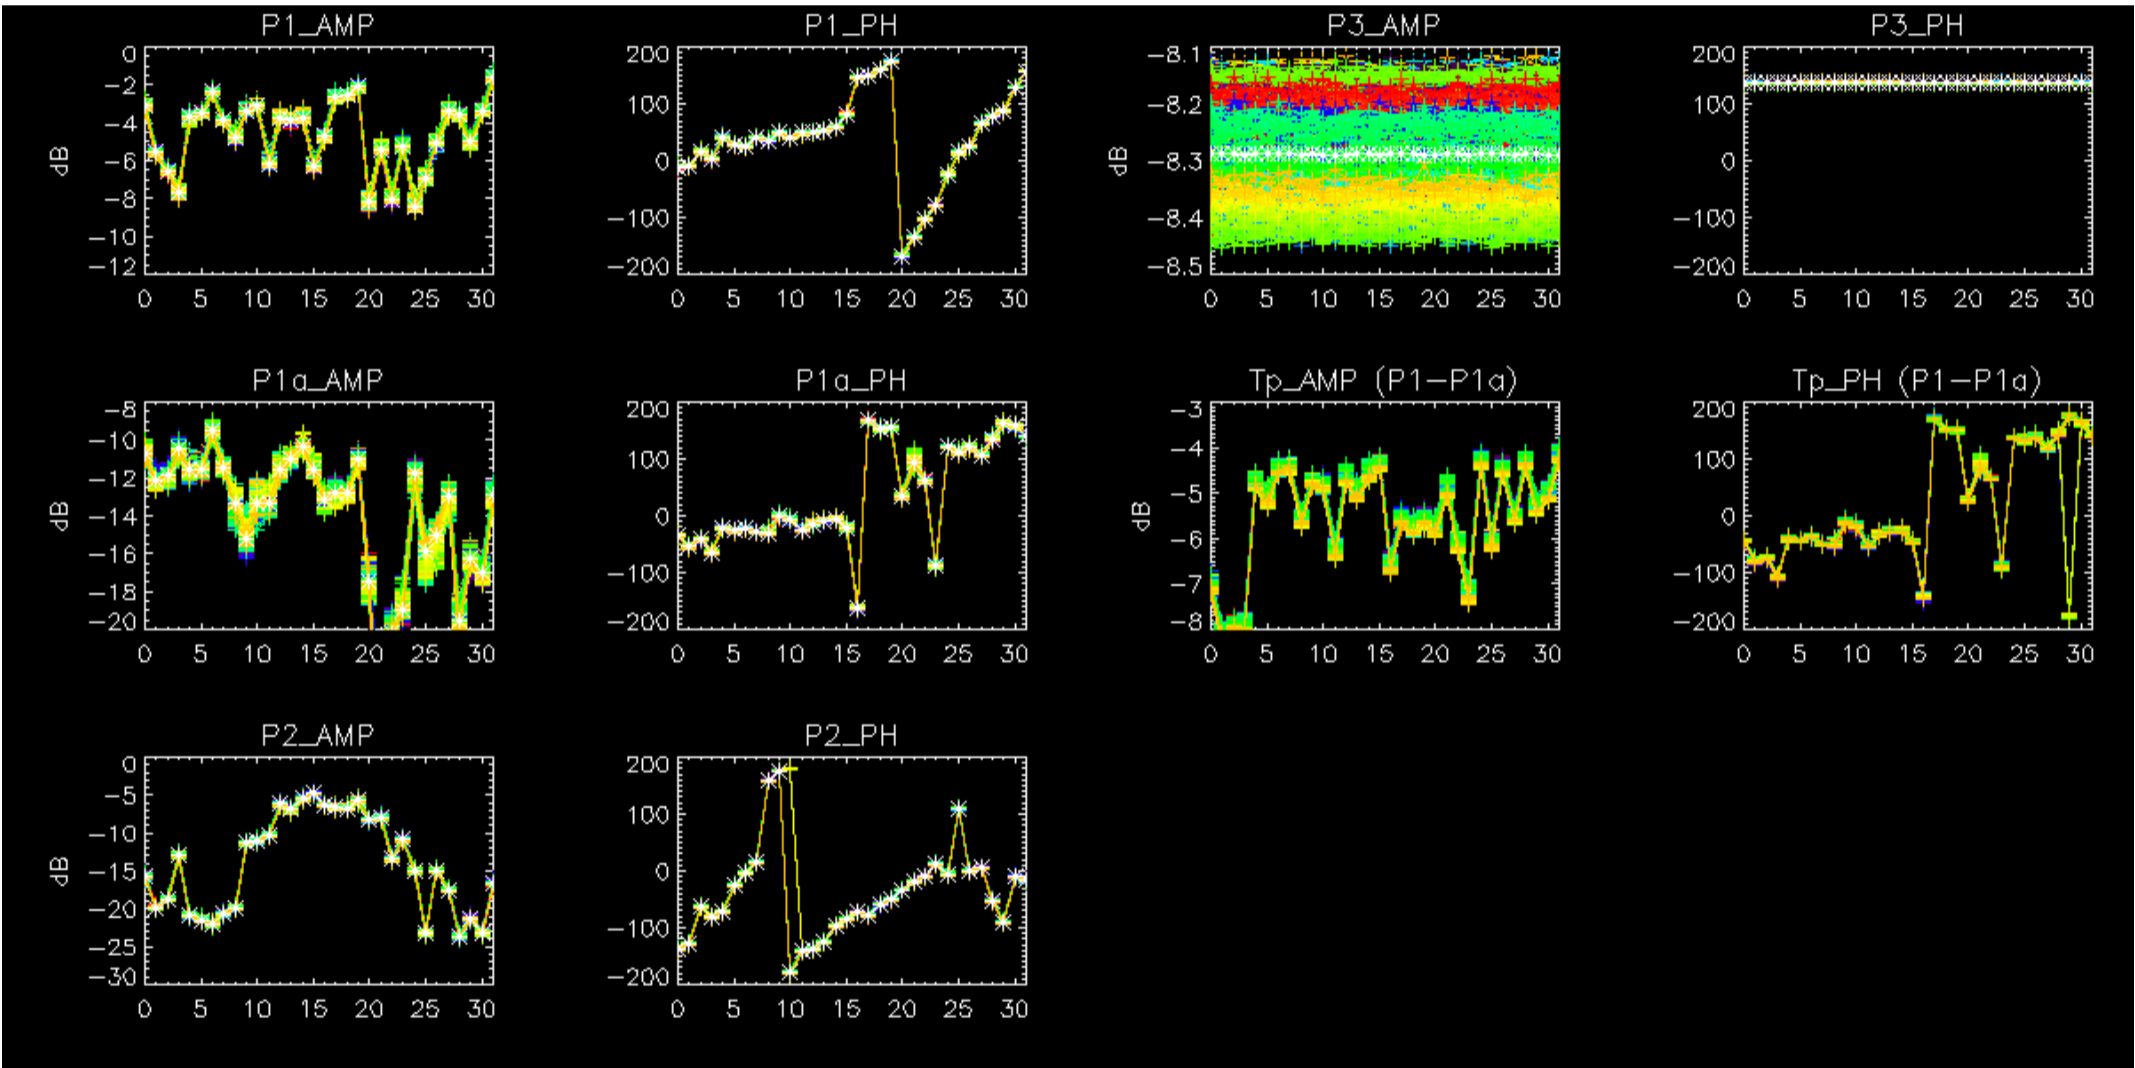 P1_AMP
0
−2
−4
−6
−8
−10
−12
dB
0 5 10 15 20 25 30
P1_PH
200
100
0
−100
−200
0 5 10 15 20 25 30
P3_AMP
−8.1
−8.2
−8.3
−8.4
−8.5
dB
0 5 10 15 20 25 30
P3_PH
200
100
0
−100
−200
0 5 10 15 20 25 30
P1a_AMP
−8
−10
−12
−14
−16
−18
−20
dB
0 5 10 15 20 25 30
P1a_PH
200
100
0
−100
−200
0 5 10 15 20 25 30
Tp_AMP (P1−P1a)
−3
−4
−5
−6
−7
−8
dB
0 5 10 15 20 25 30
Tp_PH (P1−P1a)
200
100
0
−100
−200
0 5 10 15 20 25 30
P2_AMP
0
−5
−10
−15
−20
−25
−30
dB
0 5 10 15 20 25 30
P2_PH
200
100
0
−100
−200
0 5 10 15 20 25 30